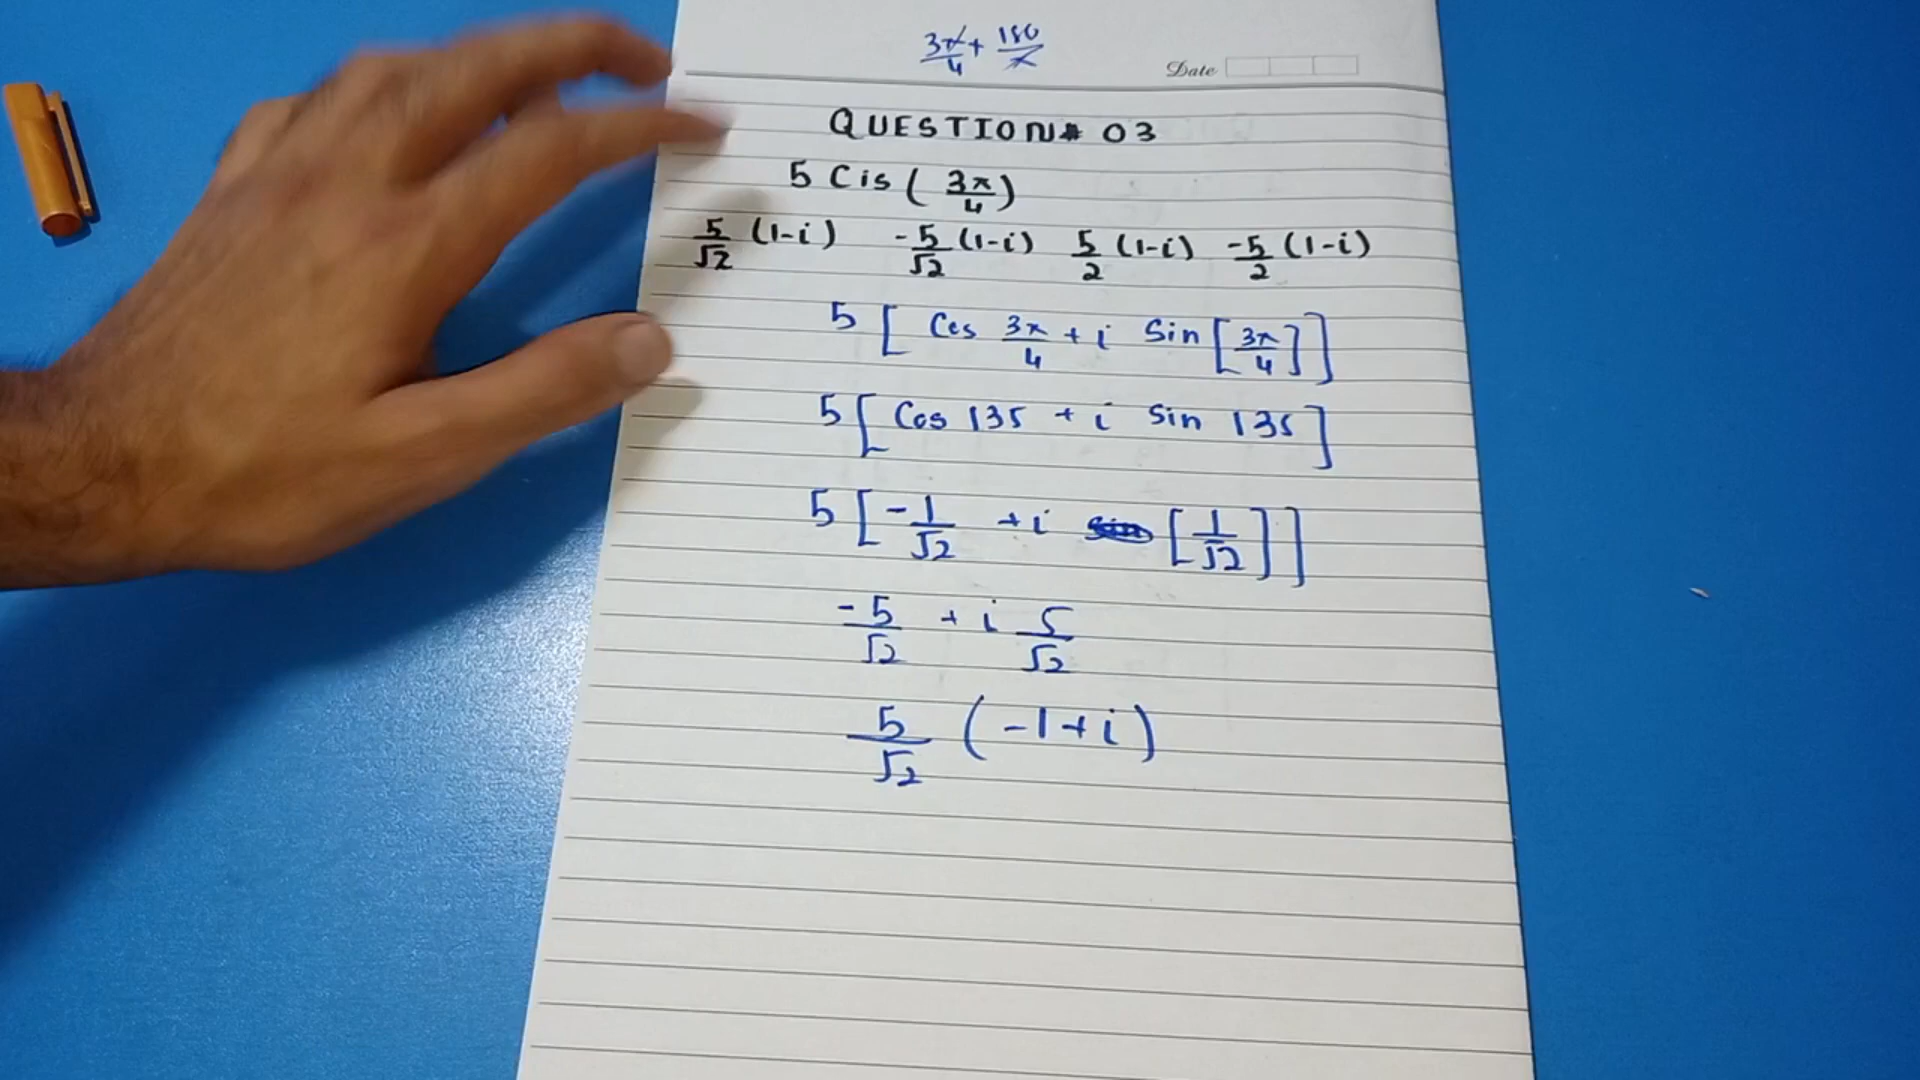 3π/4 + 180/π
Date
QUESTION# 03
5 Cis ( 3π/4 )
5/√2 (1-i) -5/√2 (1-i) 5/2 (1-i) -5/2 (1-i)
5 [ Cos 3π/4 + i Sin [ 3π/4 ] ]
5 [ Cos 135 + i Sin 135 ]
5 [ - 1/√2 + i [ 1/√2 ] ]
-5/√2 + i 5/√2
5/√2 ( -1 + i )